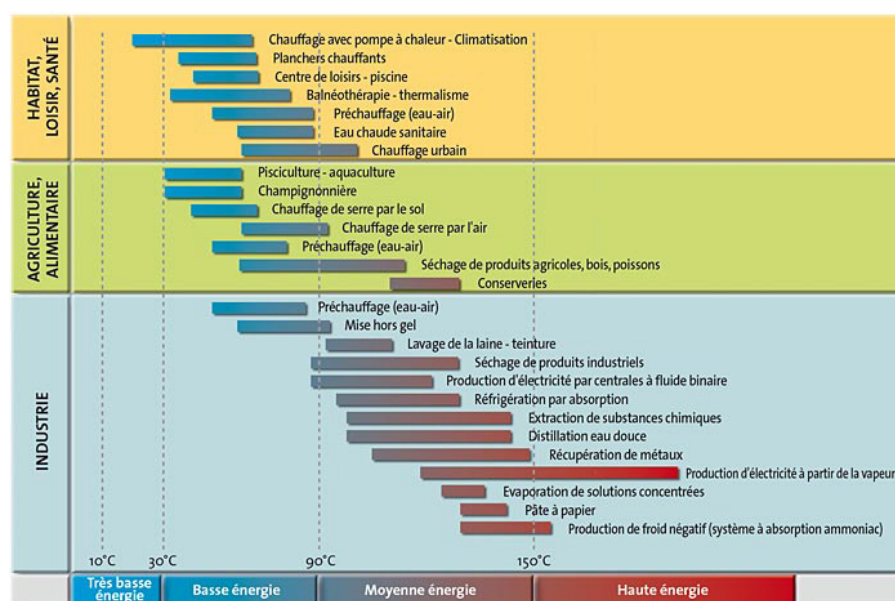 HABITAT,
LOISIR, SANTÉ
Chauffage avec pompe à chaleur - Climatisation
Planchers chauffants
Centre de loisirs - piscine
Balnéothérapie - thermalisme
Préchauffage (eau-air)
Eau chaude sanitaire
Chauffage urbain
AGRICULTURE,
ALIMENTAIRE
Pisciculture - aquaculture
Champignonnière
Chauffage de serre par le sol
Chauffage de serre par l'air
Préchauffage (eau-air)
Séchage de produits agricoles, bois, poissons
Conserveries
INDUSTRIE
Préchauffage (eau-air)
Mise hors gel
Lavage de la laine - teinture
Séchage de produits industriels
Production d'électricité par centrales à fluide binaire
Réfrigération par absorption
Extraction de substances chimiques
Distillation eau douce
Récupération de métaux
Production d'électricité à partir de la vapeur
Evaporation de solutions concentrées
Pâte à papier
Production de froid négatif (système à absorption ammoniac)
10°C 30°C 90°C 150°C
Très basse
énergie
Basse énergie
Moyenne énergie
Haute énergie